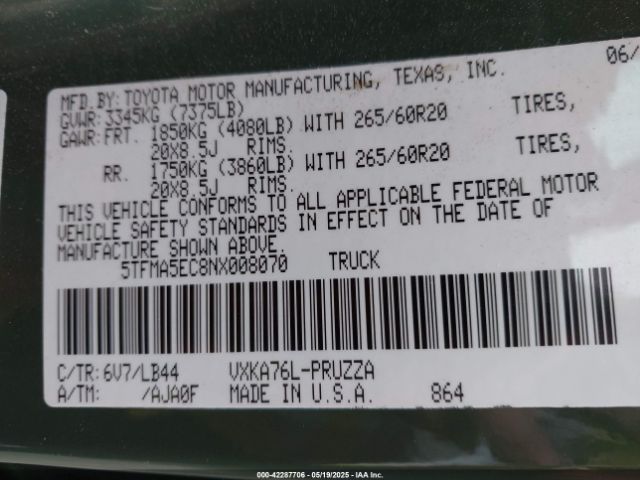 MFD.BY: TOYOTA MOTOR MANUFACTURING, TEXAS, INC. 06/
GVWR: 3345KG (7375LB)
GAWR: FRT. 1850KG (4080LB) WITH 265/60R20 TIRES,
20X8.5J RIMS.
RR. 1750KG (3860LB) WITH 265/60R20 TIRES,
20X8.5J RIMS.
THIS VEHICLE CONFORMS TO ALL APPLICABLE FEDERAL MOTOR
VEHICLE SAFETY STANDARDS IN EFFECT ON THE DATE OF
MANUFACTURE SHOWN ABOVE.
5TFMA5EC8NX008070 TRUCK
C/TR: 6V7/LB44 VXKA76L-PRUZZA
A/TM: /AJA0F MADE IN U.S.A. 864
000-42287706 - 05/19/2025 - IAA Inc.